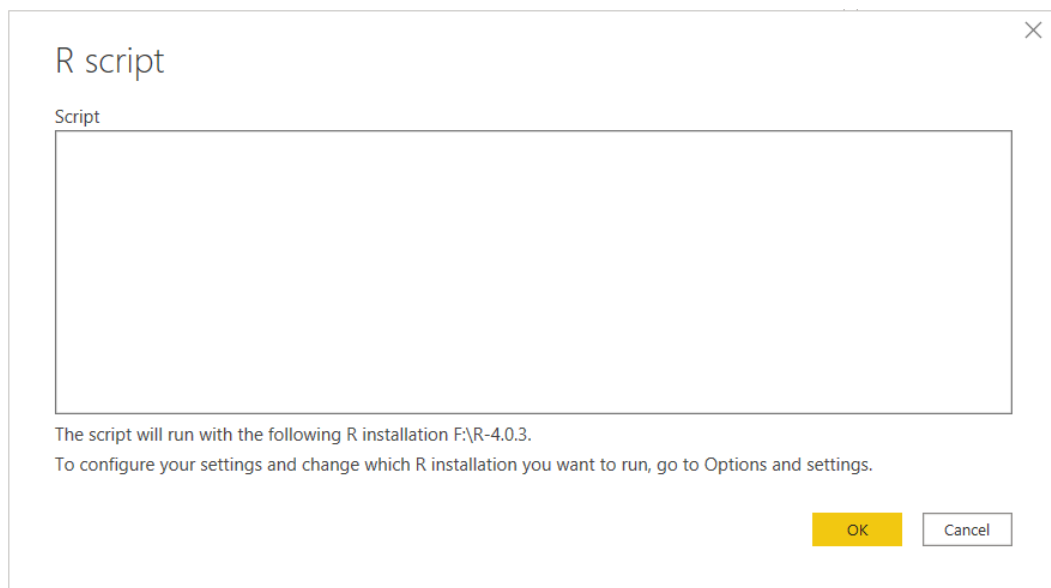 R script
Script
The script will run with the following R installation F:\R-4.0.3.
To configure your settings and change which R installation you want to run, go to Options and settings.
OK
Cancel